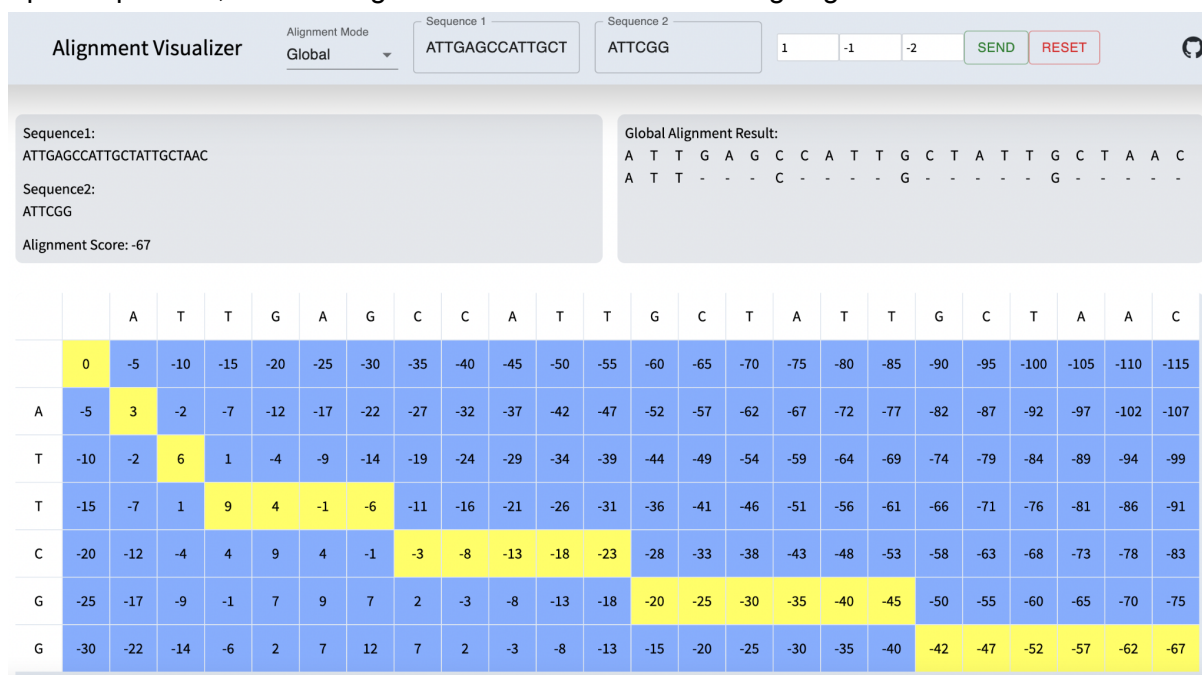 Alignment Visualizer
Alignment Mode
Global
Sequence 1
ATTGAGCCATTGCT
Sequence 2
ATTCGG
1 -1 -2 SEND RESET
Sequence1:
ATTGAGCCATTGCTATTGCTAAC
Sequence2:
ATTCGG
Alignment Score: -67
Global Alignment Result:
A T T G A G C C A T T G C T A T T G C T A A C
A T T - - - C - - - - G - - - - - G - - - - -
A T T G A G C C A T T G C T A T T G C T A A C
0 -5 -10 -15 -20 -25 -30 -35 -40 -45 -50 -55 -60 -65 -70 -75 -80 -85 -90 -95 -100 -105 -110 -115
A -5 3 -2 -7 -12 -17 -22 -27 -32 -37 -42 -47 -52 -57 -62 -67 -72 -77 -82 -87 -92 -97 -102 -107
T -10 -2 6 1 -4 -9 -14 -19 -24 -29 -34 -39 -44 -49 -54 -59 -64 -69 -74 -79 -84 -89 -94 -99
T -15 -7 1 9 4 -1 -6 -11 -16 -21 -26 -31 -36 -41 -46 -51 -56 -61 -66 -71 -76 -81 -86 -91
C -20 -12 -4 4 9 4 -1 -3 -8 -13 -18 -23 -28 -33 -38 -43 -48 -53 -58 -63 -68 -73 -78 -83
G -25 -17 -9 -1 7 9 7 2 -3 -8 -13 -18 -20 -25 -30 -35 -40 -45 -50 -55 -60 -65 -70 -75
G -30 -22 -14 -6 2 7 12 7 2 -3 -8 -13 -15 -20 -25 -30 -35 -40 -42 -47 -52 -57 -62 -67